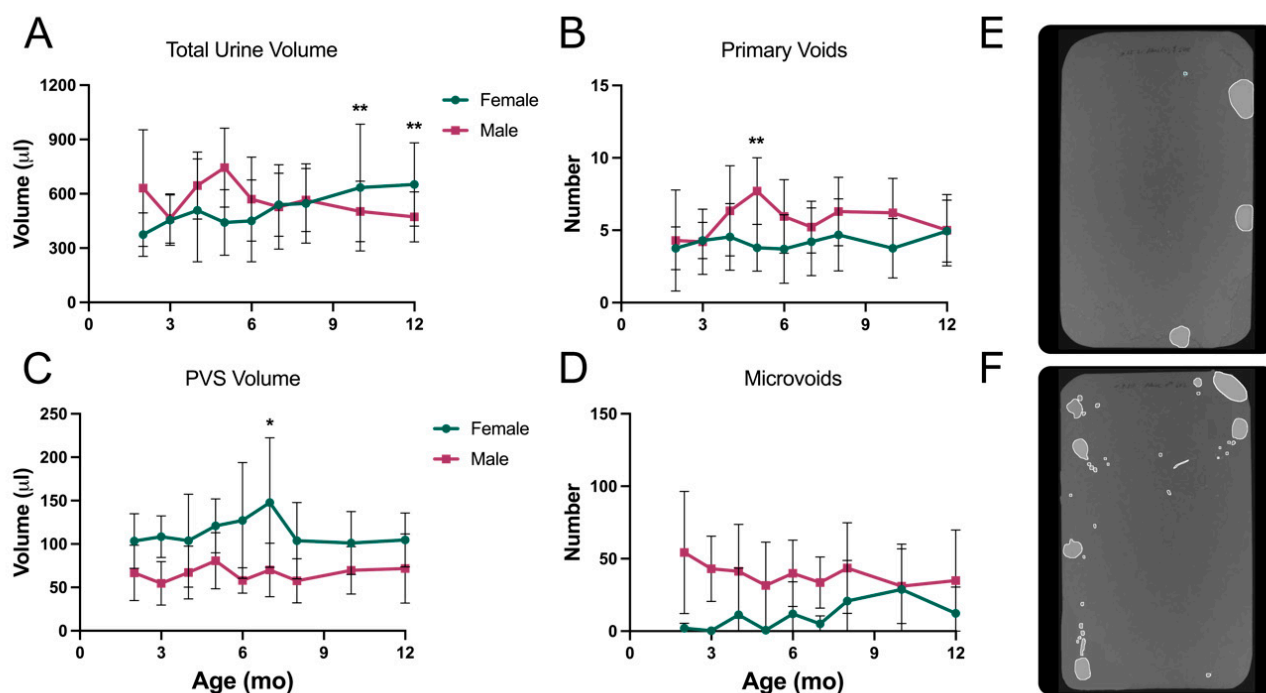 A
Total Urine Volume
Volume (µl)
1200
900
600
300
0
0
3
6
9
12
**
**
Female
Male
B
Primary Voids
Number
15
10
5
0
0
3
6
9
12
**
C
PVS Volume
Volume (µl)
250
200
150
100
50
0
0
3
6
9
12
Age (mo)
*
Female
Male
D
Microvoids
Number
150
100
50
0
0
3
6
9
12
Age (mo)
E
F